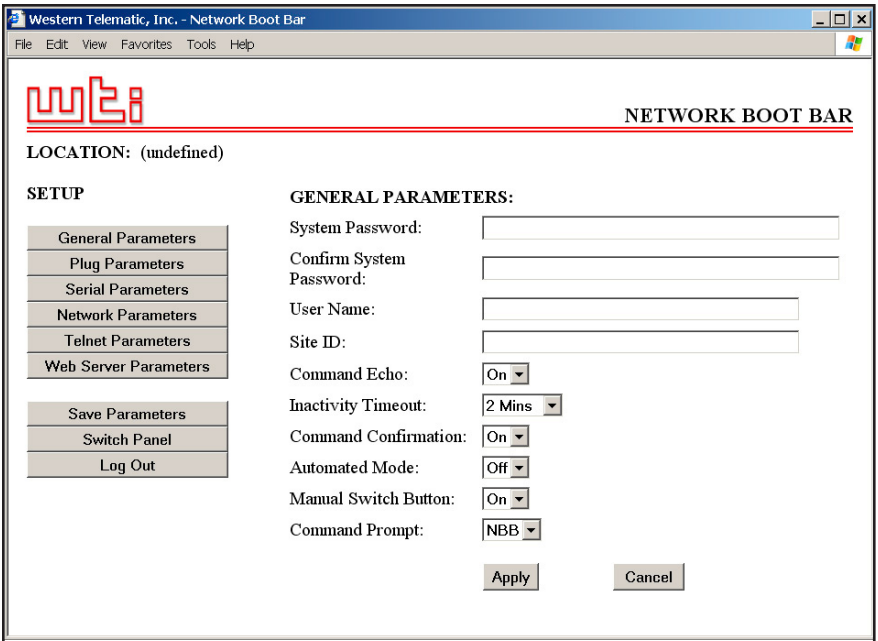 Western Telematic, Inc. - Network Boot Bar
File Edit View Favorites Tools Help
wti
NETWORK BOOT BAR
LOCATION: (undefined)
SETUP
General Parameters
Plug Parameters
Serial Parameters
Network Parameters
Telnet Parameters
Web Server Parameters
Save Parameters
Switch Panel
Log Out
GENERAL PARAMETERS:
System Password:
Confirm System
Password:
User Name:
Site ID:
Command Echo: On
Inactivity Timeout: 2 Mins
Command Confirmation: On
Automated Mode: Off
Manual Switch Button: On
Command Prompt: NBB
Apply Cancel